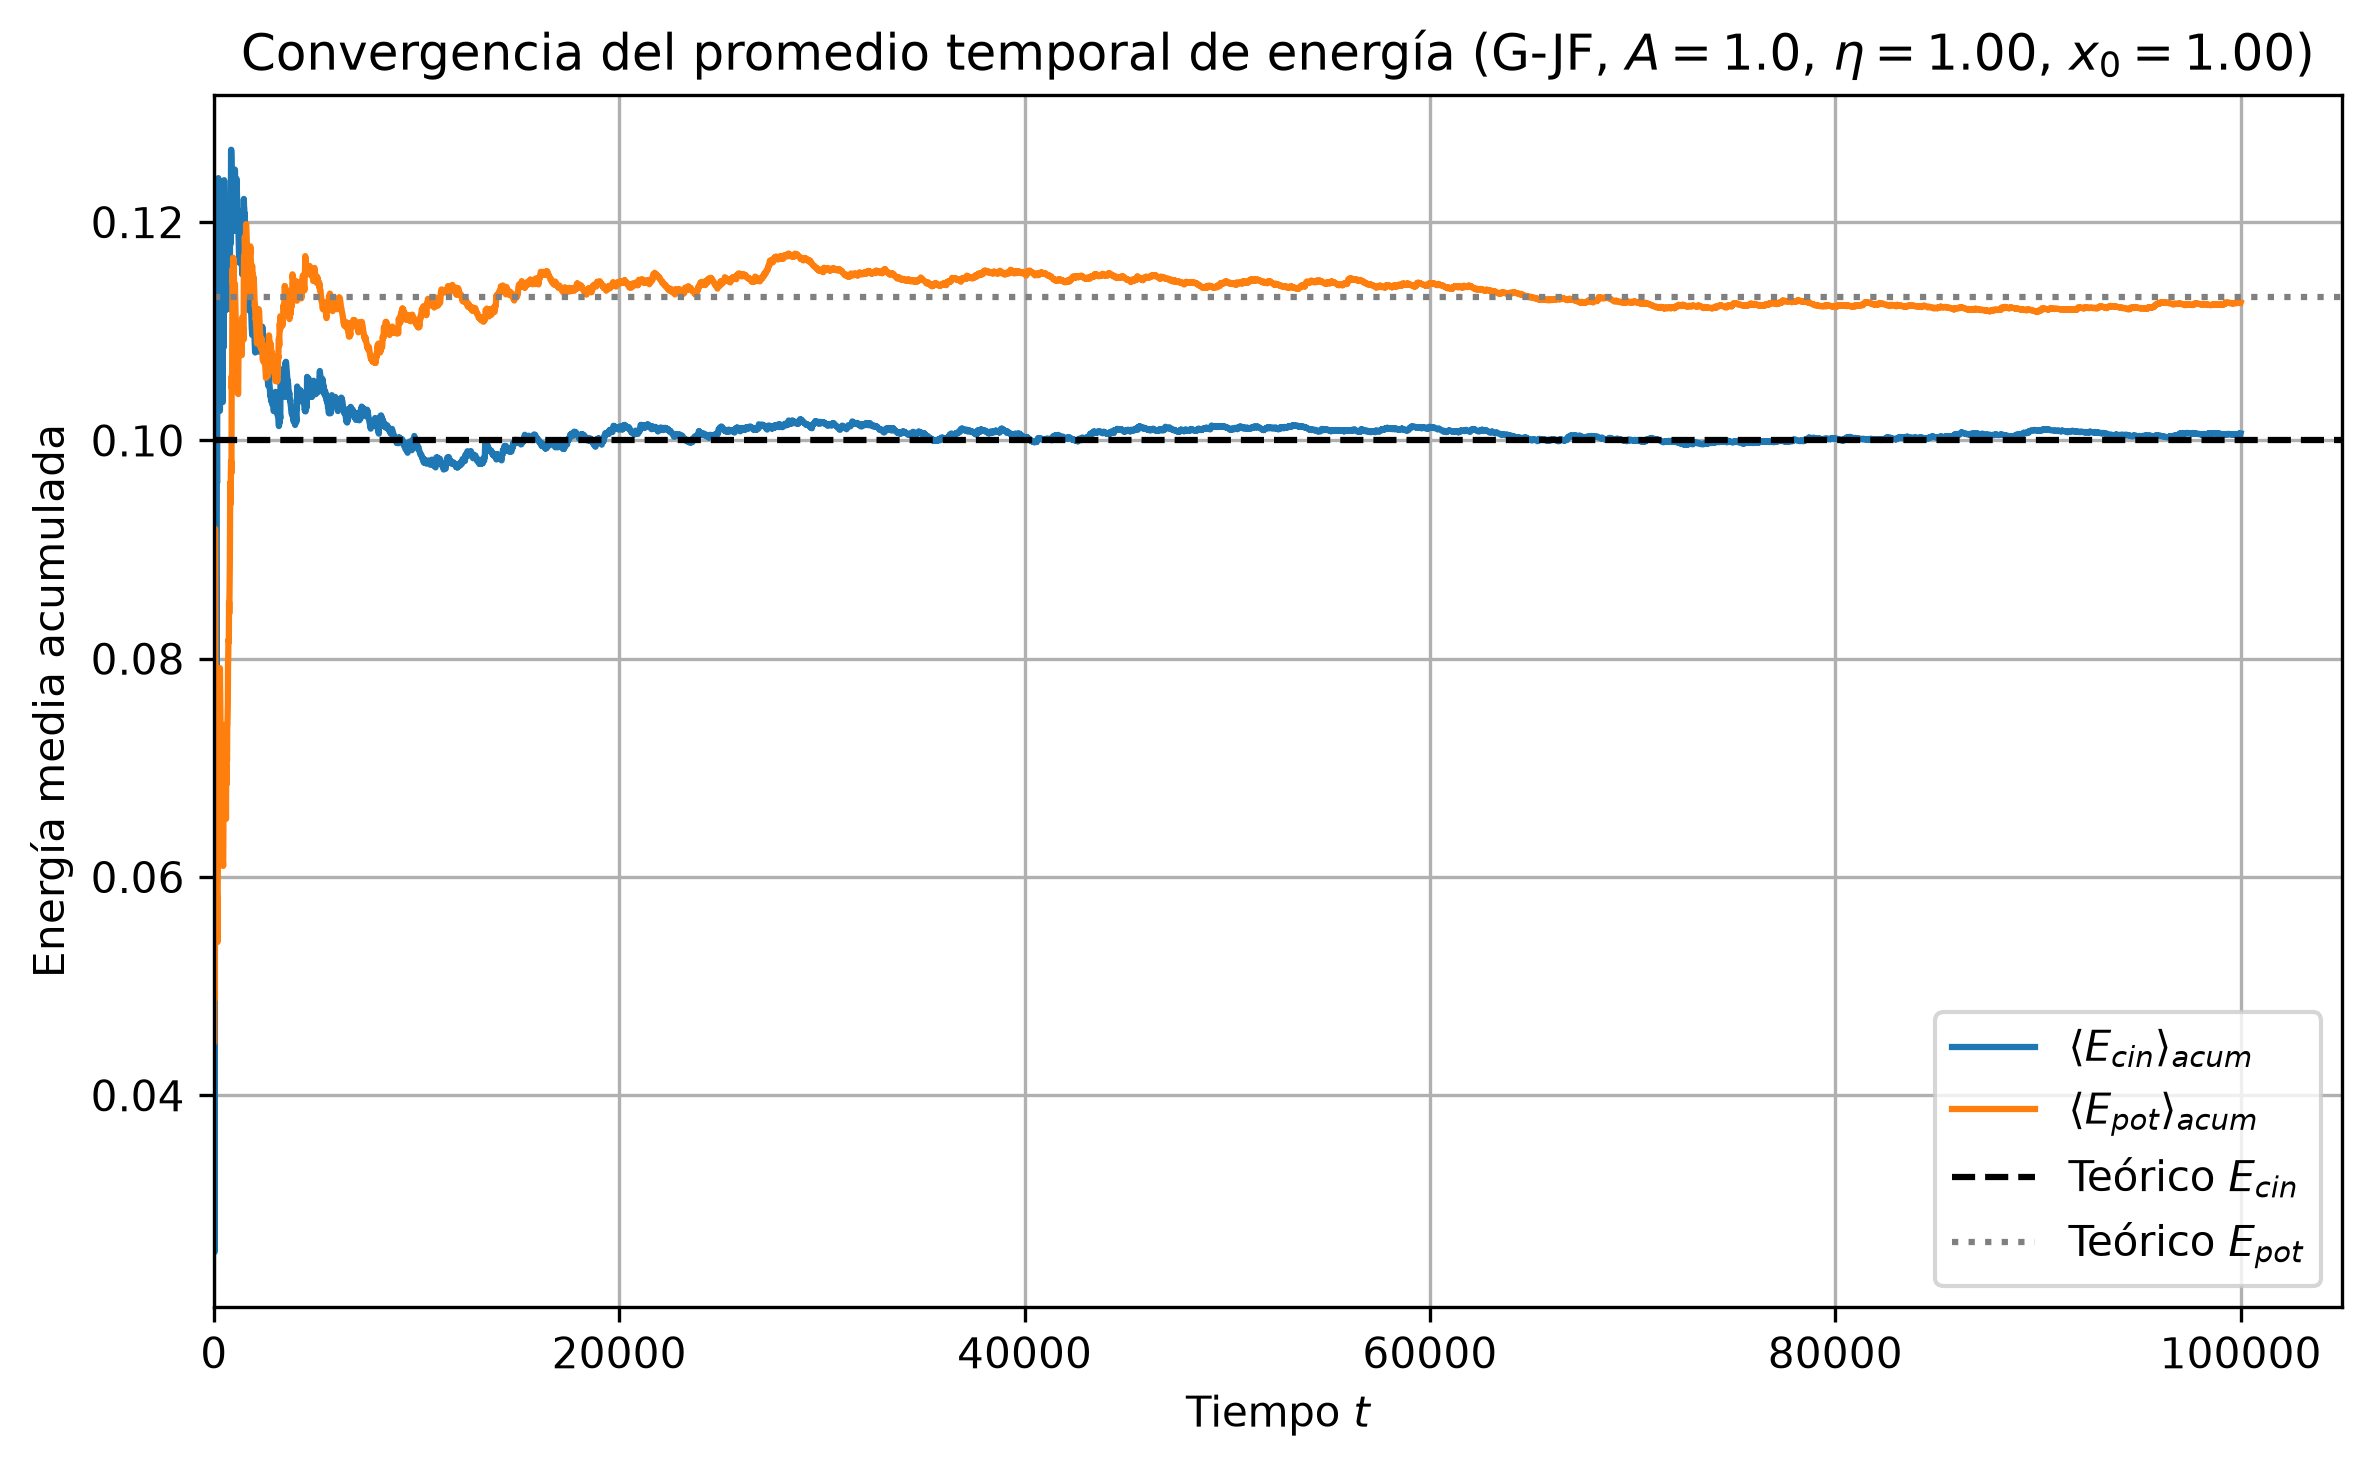 Convergencia del promedio temporal de energía (G-JF, A = 1.0, η = 1.00, x₀ = 1.00)
Energía media acumulada
0.12
0.10
0.08
0.06
0.04
⟨E_cin⟩_acum
⟨E_pot⟩_acum
Teórico E_cin
Teórico E_pot
0 20000 40000 60000 80000 100000
Tiempo t